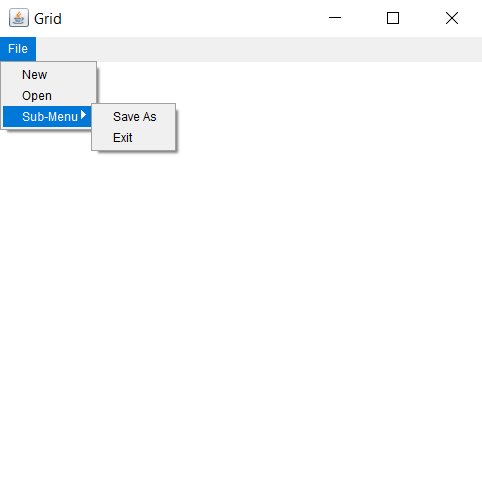 Grid
File
New
Open
Sub-Menu
Save As
Exit